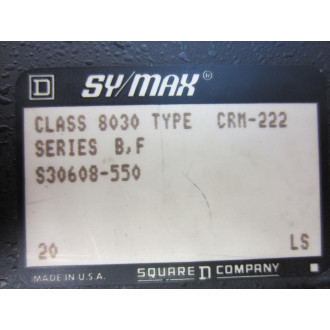 D SY/MAX®
CLASS 8030 TYPE CRM-222
SERIES B,F
S30608-550
20 LS
MADE IN U.S.A. SQUARE D COMPANY